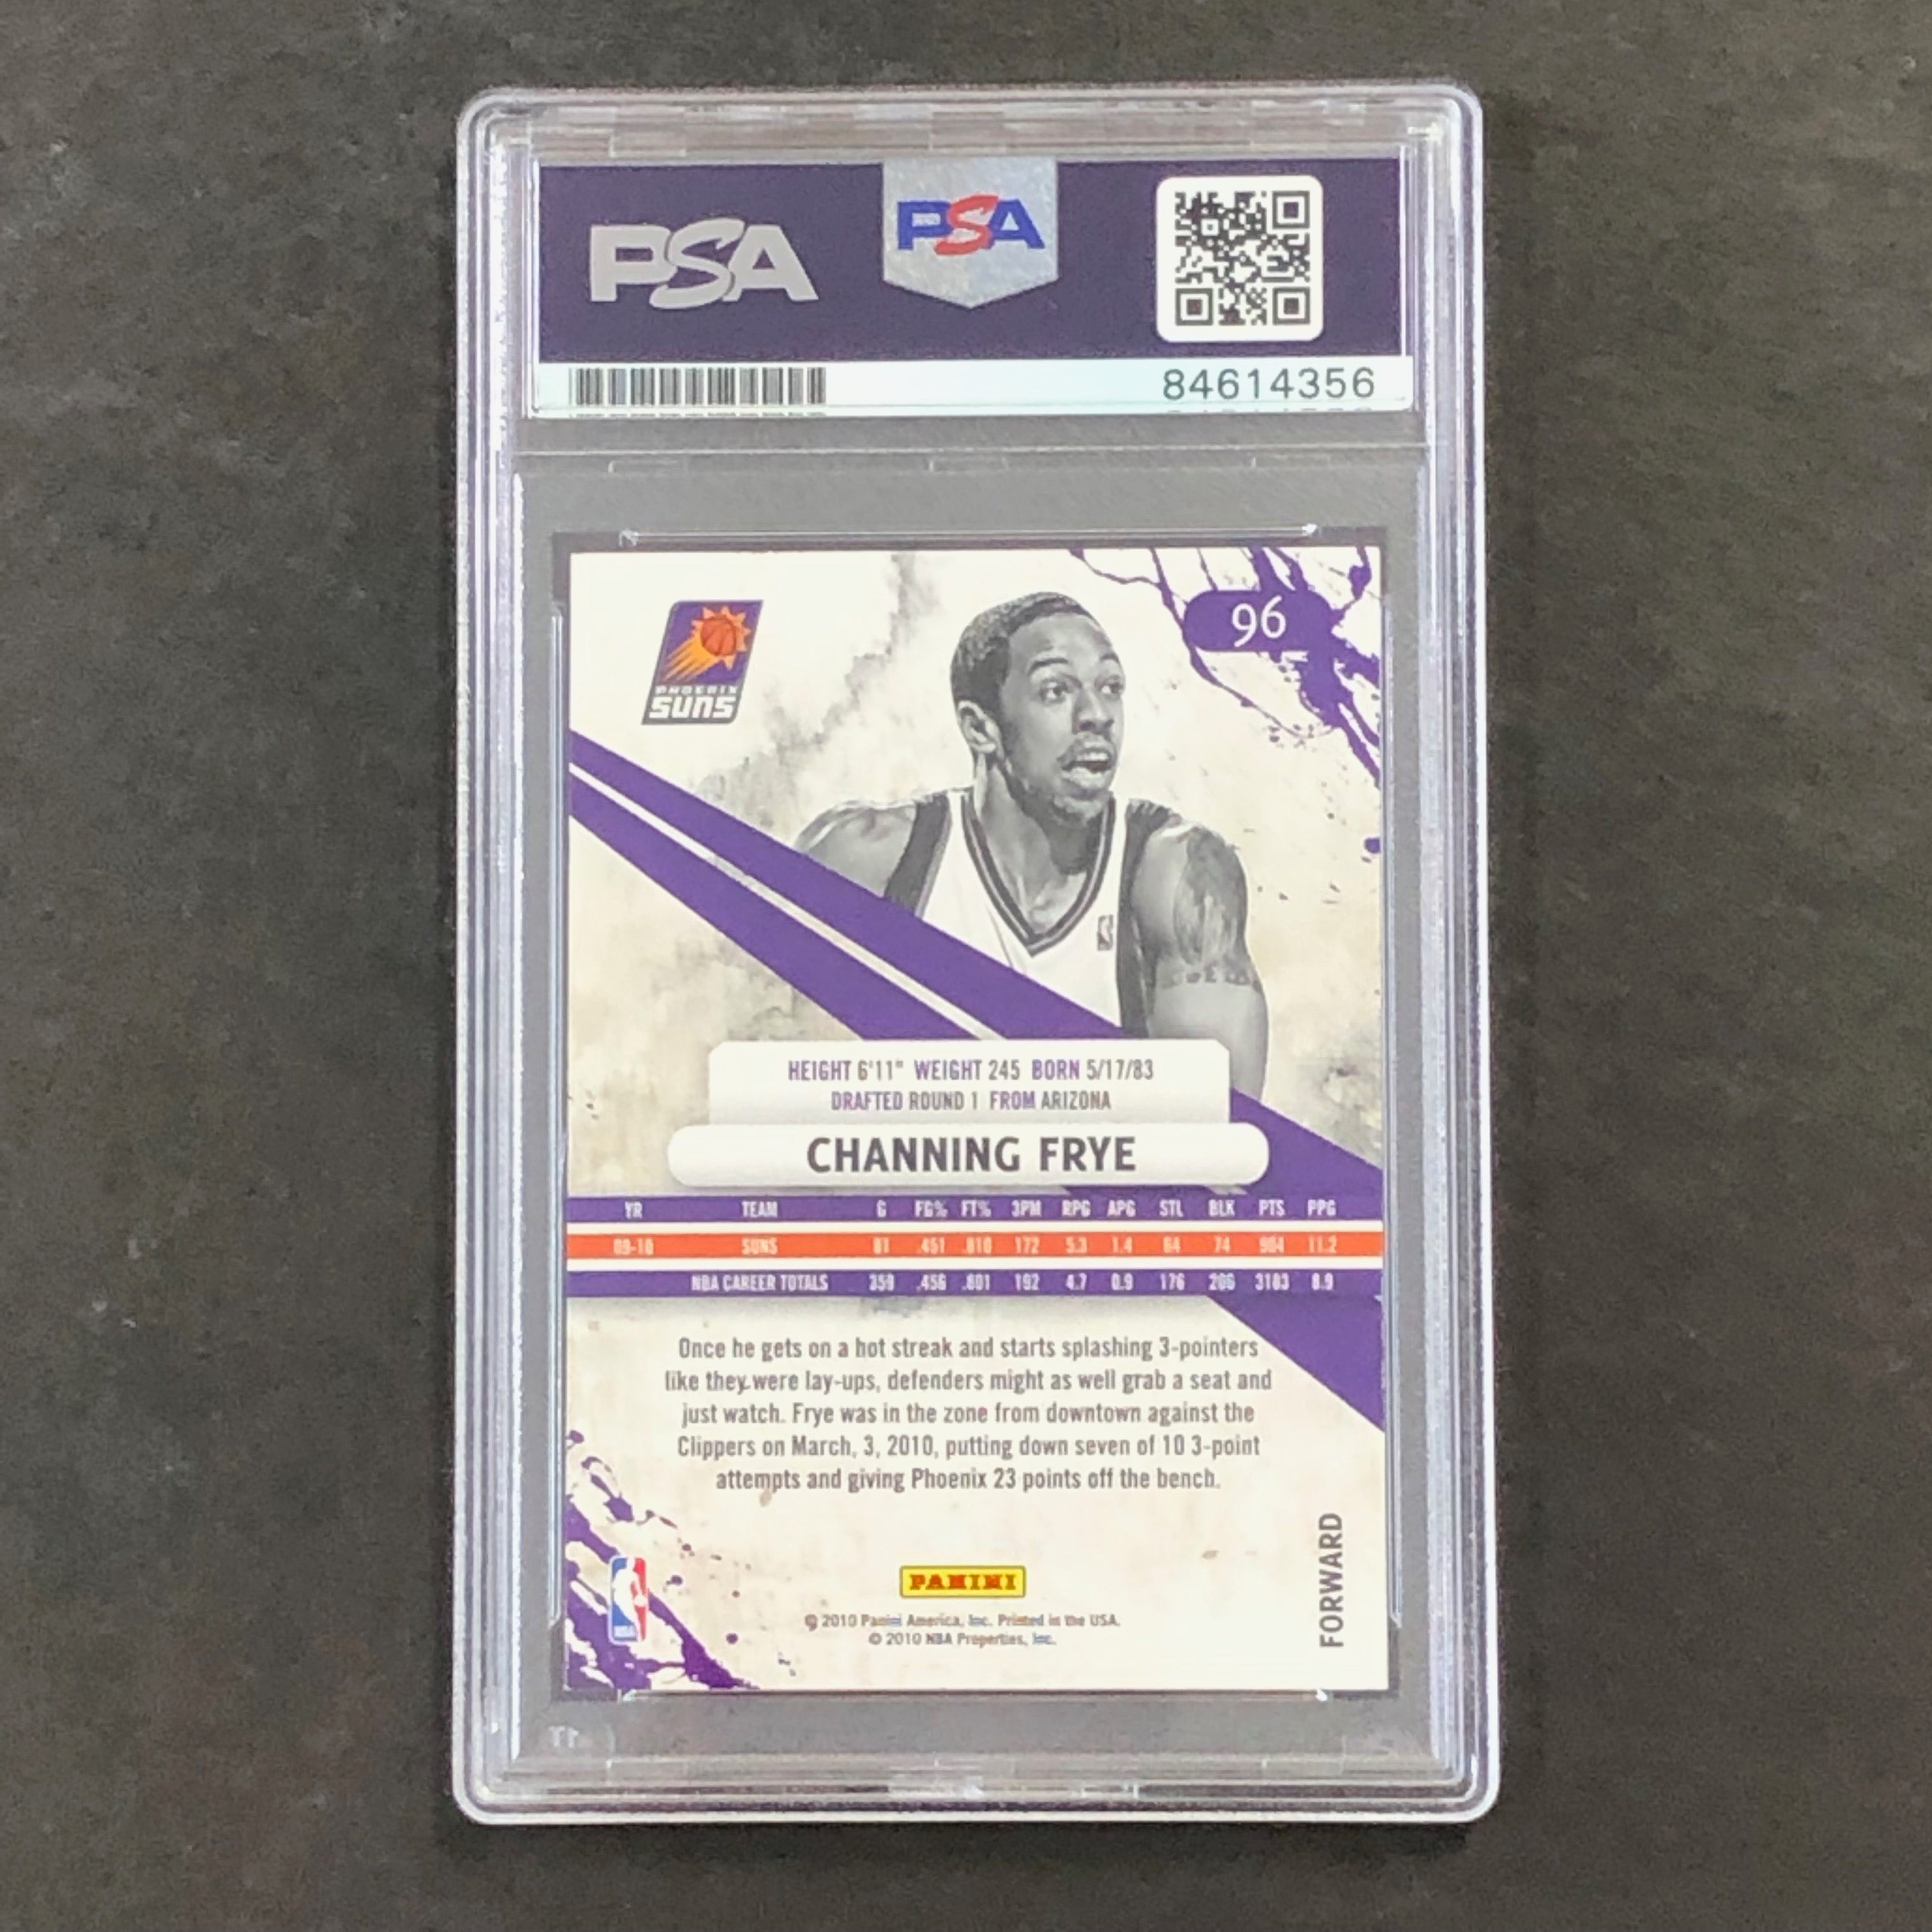 PSA
PSA
84614356
96
PHOENIX
SUNS
HEIGHT 6'11" WEIGHT 245 BORN 5/17/83
DRAFTED ROUND 1 FROM ARIZONA
CHANNING FRYE
YR TEAM G FG% FT% 3PM RPG APG STL BLK PTS PPG
09-10 SUNS 81 .451 .810 172 5.3 1.4 64 74 904 11.2
NBA CAREER TOTALS 359 .456 .801 192 4.7 0.9 176 206 3183 8.9
Once he gets on a hot streak and starts splashing 3-pointers
like they were lay-ups, defenders might as well grab a seat and
just watch. Frye was in the zone from downtown against the
Clippers on March, 3, 2010, putting down seven of 10 3-point
attempts and giving Phoenix 23 points off the bench.
FORWARD
PANINI
© 2010 Panini America, Inc. Printed in the USA.
© 2010 NBA Properties, Inc.